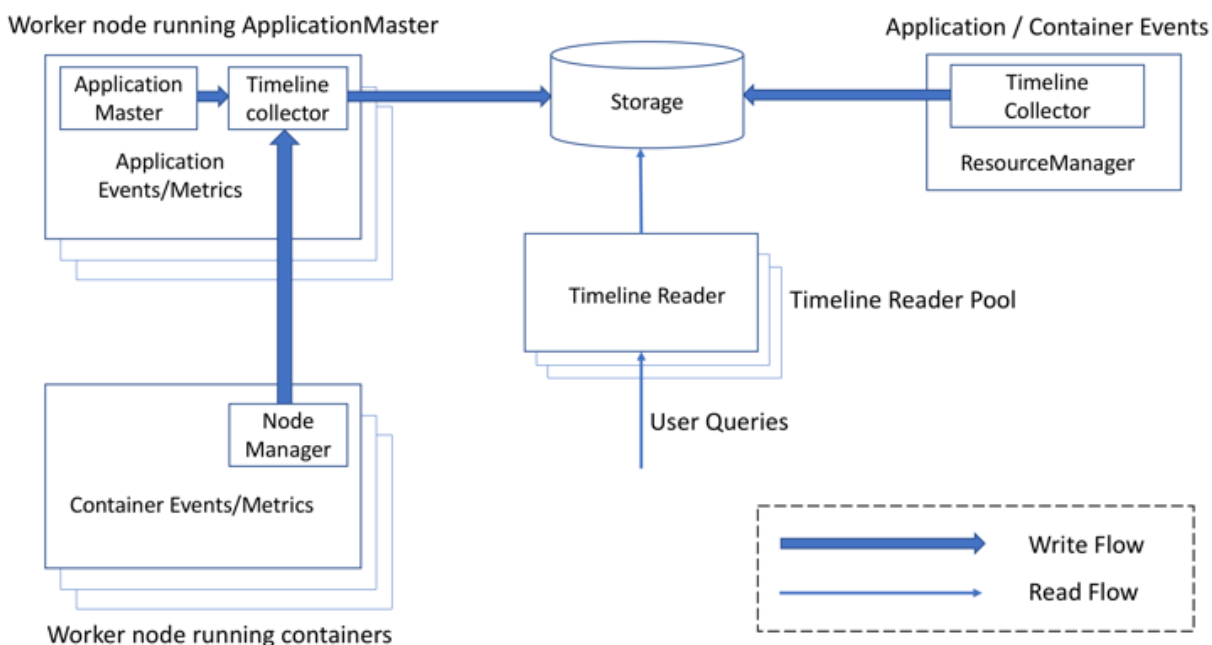 Worker node running ApplicationMaster
Application
Master
Timeline
collector
Application
Events/Metrics
Storage
Application / Container Events
Timeline
Collector
ResourceManager
Timeline Reader
Timeline Reader Pool
User Queries
Node
Manager
Container Events/Metrics
Worker node running containers
Write Flow
Read Flow